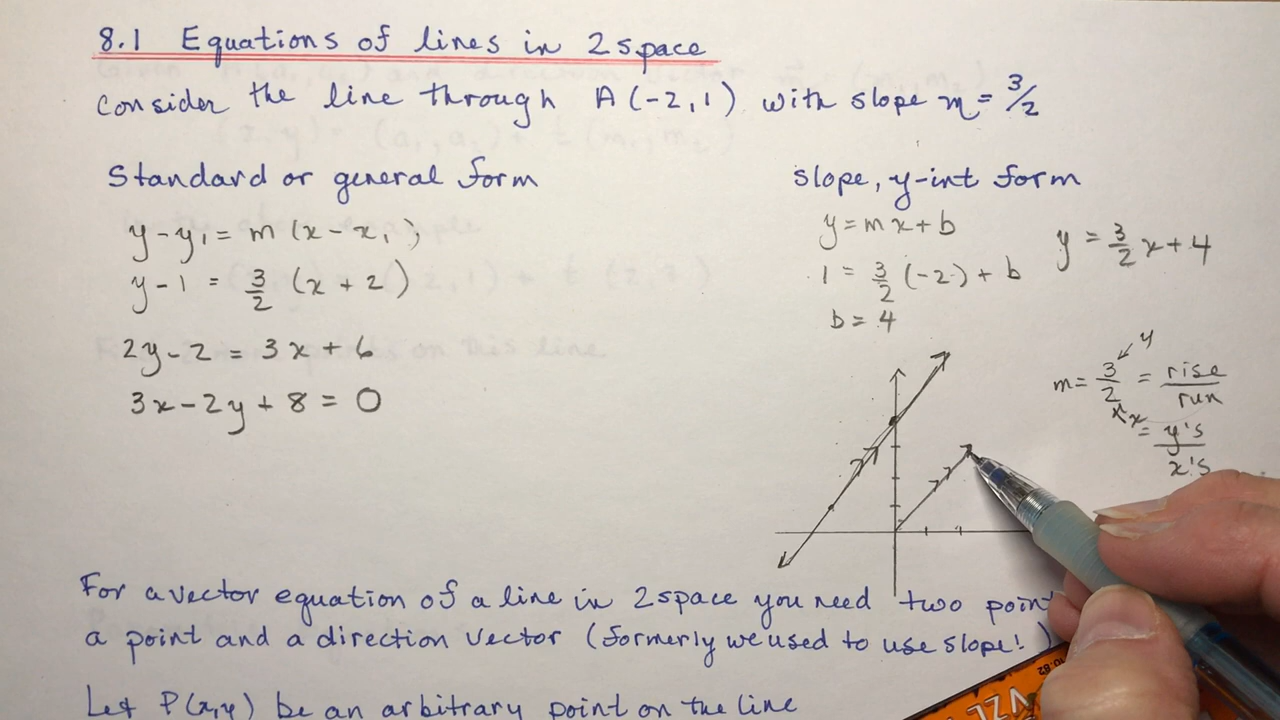 8.1 Equations of lines in 2space
Consider the line through A(-2,1) with slope m = 3/2
Standard or general form
y-y₁ = m (x-x₁)
y-1 = 3/2 (x+2)
2y-2 = 3x+6
3x-2y+8 = 0
slope, y-int form
y = mx+b
1 = 3/2 (-2) + b
b = 4
y = 3/2 x+4
y
m = 3/2 = rise/run
x
= y's/x's
For a vector equation of a line in 2space you need two point
a point and a direction vector (formerly we used to use slope!)
Let P(x,y) be an arbitrary point on the line